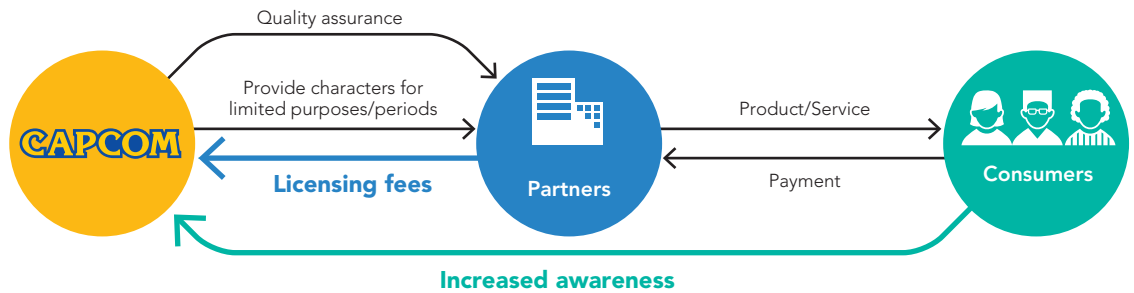 Quality assurance
Provide characters for
limited purposes/periods
CAPCOM
Licensing fees
Partners
Product/Service
Payment
Consumers
Increased awareness